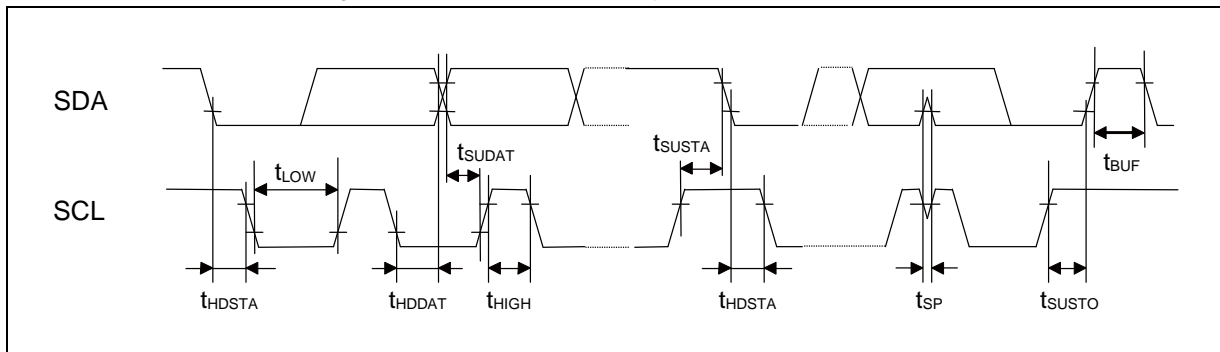 SDA
tSUDAT
tSUSTA
tLOW
tBUF
SCL
tHDSTA
tHDDAT
tHIGH
tHDSTA
tSP
tSUSTO